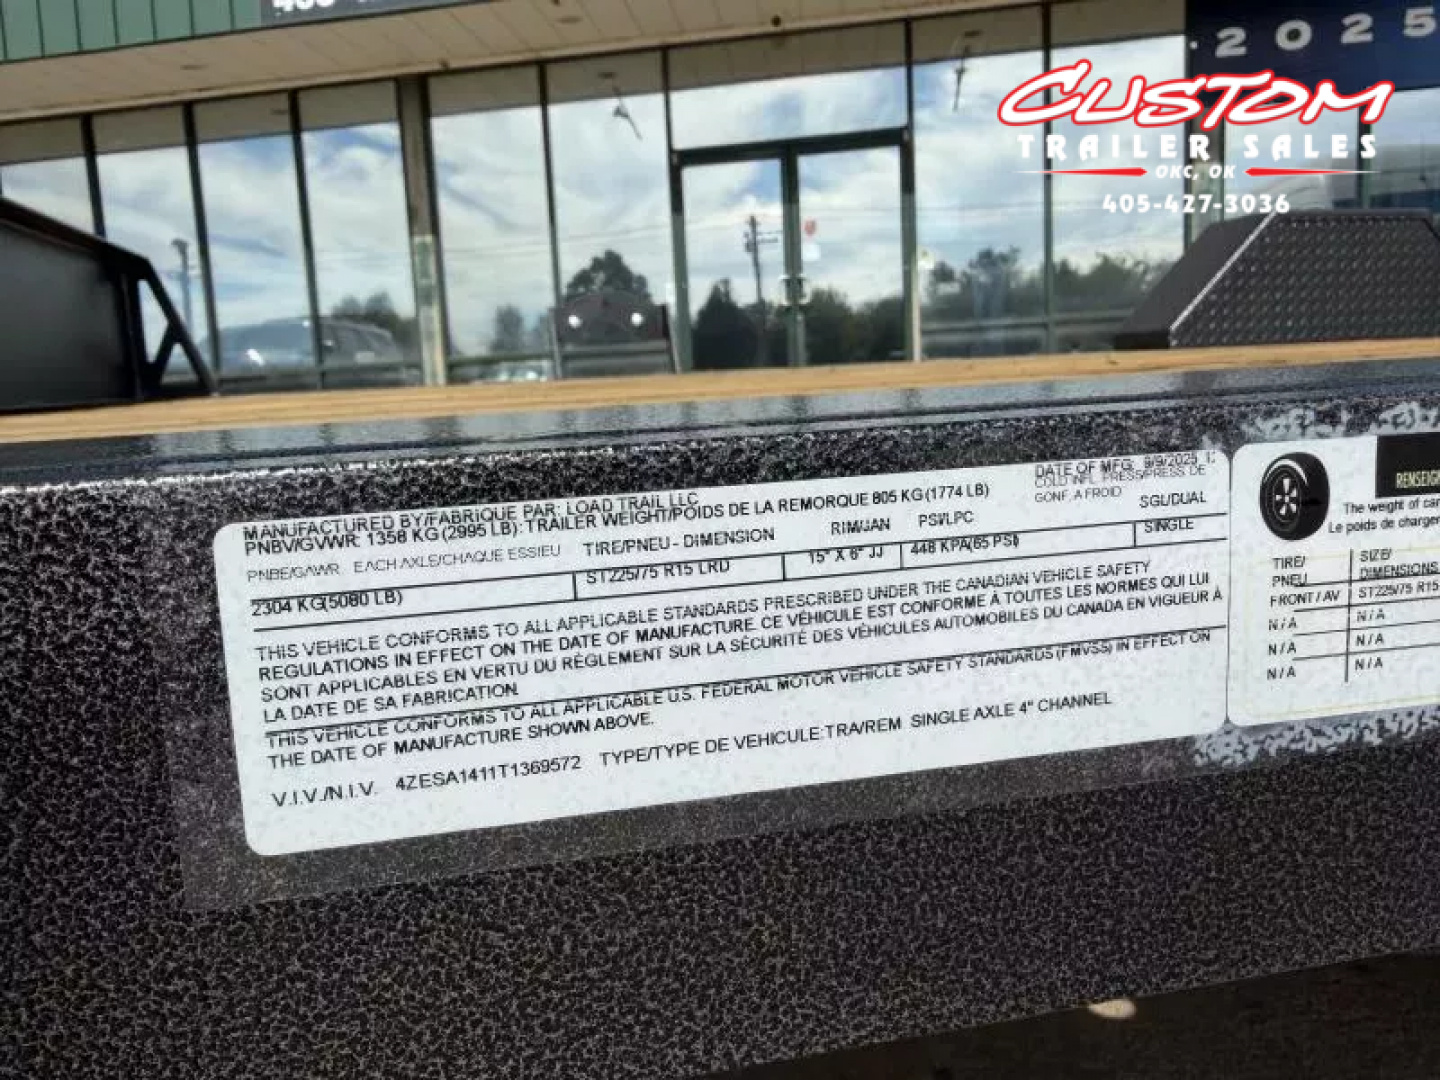 2025
CUSTOM
TRAILER SALES
OKC, OK
405-427-3036
DATE OF MFG: 9/9/2025
MANUFACTURED BY/FABRIQUE PAR: LOAD TRAIL LLC
COLD INFL. PRESS/PRESS DE
GONF. A FROID
PNBV/GVWR: 1358 KG (2995 LB): TRAILER WEIGHT/POIDS DE LA REMORQUE 805 KG (1774 LB)
PNBE/GAWR EACH AXLE/CHAQUE ESSIEU TIRE/PNEU - DIMENSION RIM/JAN PSI/LPC SGL/DUAL
2304 KG(5080 LB) ST225/75 R15 LRD 15" X 6" JJ 448 KPA(65 PSI) SINGLE
THIS VEHICLE CONFORMS TO ALL APPLICABLE STANDARDS PRESCRIBED UNDER THE CANADIAN VEHICLE SAFETY
REGULATIONS IN EFFECT ON THE DATE OF MANUFACTURE CE VÉHICULE EST CONFORME À TOUTES LES NORMES QUI LUI
SONT APPLICABLES EN VERTU DU RÈGLEMENT SUR LA SÉCURITÉ DES VÉHICULES AUTOMOBILES DU CANADA EN VIGUEUR À
LA DATE DE SA FABRICATION
THIS VEHICLE CONFORMS TO ALL APPLICABLE U.S. FEDERAL MOTOR VEHICLE SAFETY STANDARDS (FMVSS) IN EFFECT ON
THE DATE OF MANUFACTURE SHOWN ABOVE.
V.I.V./N.I.V. 4ZESA1411T1369572 TYPE/TYPE DE VEHICULE:TRA/REM SINGLE AXLE 4" CHANNEL
The weight of
Le poids de
TIRE/ SIZE/
PNEU DIMENSIONS
FRONT / AV ST225/75 R15
N / A N / A
N / A N / A
N / A N / A